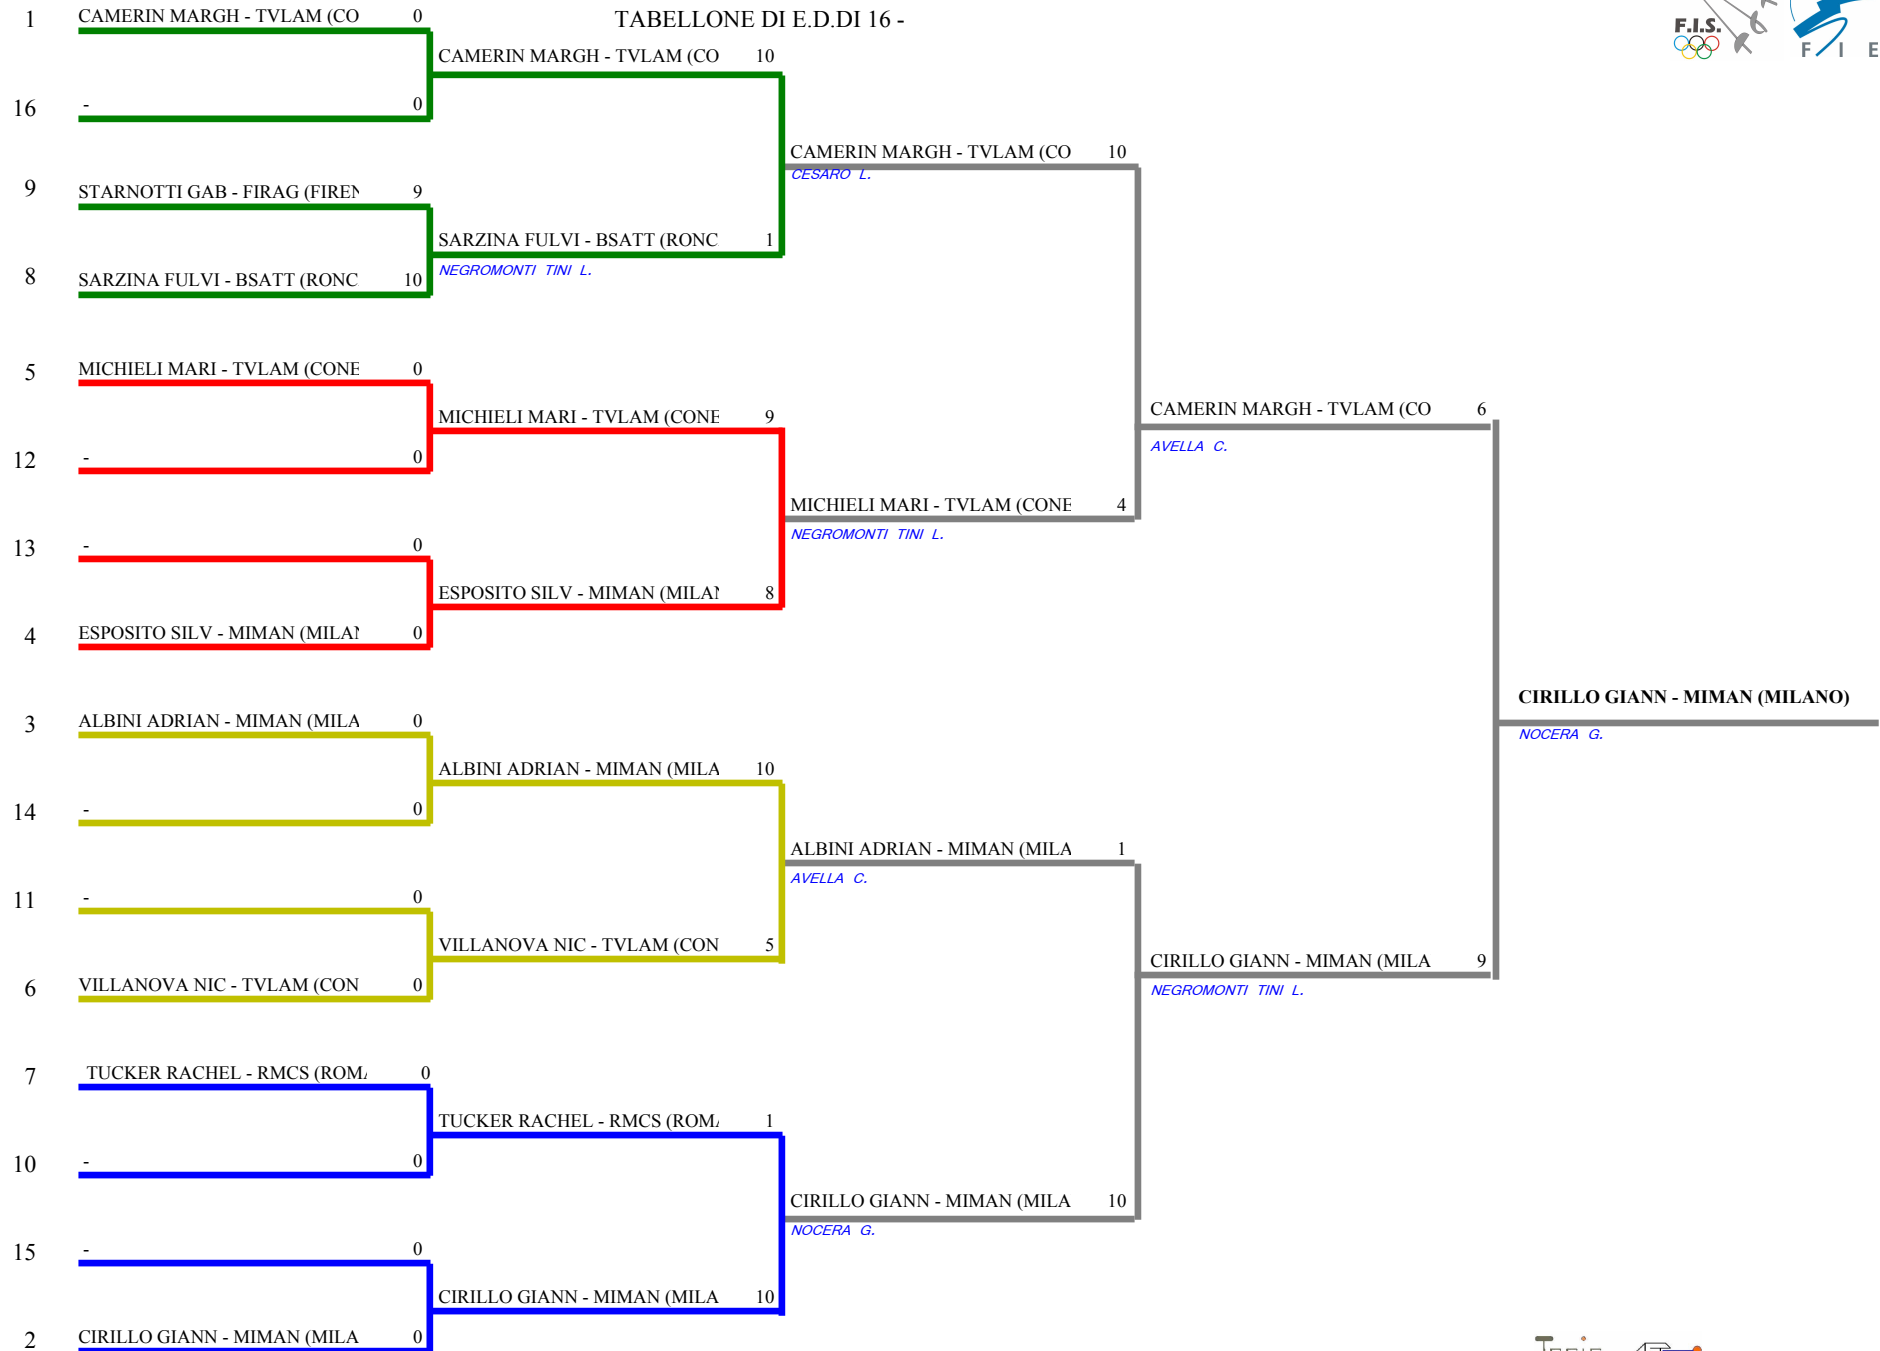 TABELLONE DI E.D.DI 16 -
F.I.S.
F I E
1 CAMERIN MARGH - TVLAM (CO 0
CAMERIN MARGH - TVLAM (CO 10
16 - 0
CAMERIN MARGH - TVLAM (CO 10
CESARO L.
9 STARNOTTI GAB - FIRAG (FIREN 9
SARZINA FULVI - BSATT (RONC 1
NEGROMONTI TINI L.
8 SARZINA FULVI - BSATT (RONC 10
5 MICHIELI MARI - TVLAM (CONE 0
MICHIELI MARI - TVLAM (CONE 9
CAMERIN MARGH - TVLAM (CO 6
AVELLA C.
12 - 0
MICHIELI MARI - TVLAM (CONE 4
NEGROMONTI TINI L.
13 - 0
ESPOSITO SILV - MIMAN (MILAN 8
4 ESPOSITO SILV - MIMAN (MILAN 0
CIRILLO GIANN - MIMAN (MILANO)
NOCERA G.
3 ALBINI ADRIAN - MIMAN (MILA 0
ALBINI ADRIAN - MIMAN (MILA 10
14 - 0
ALBINI ADRIAN - MIMAN (MILA 1
AVELLA C.
11 - 0
VILLANOVA NIC - TVLAM (CON 5
CIRILLO GIANN - MIMAN (MILA 9
NEGROMONTI TINI L.
6 VILLANOVA NIC - TVLAM (CON 0
7 TUCKER RACHEL - RMCS (ROMA 0
TUCKER RACHEL - RMCS (ROMA 1
10 - 0
CIRILLO GIANN - MIMAN (MILA 10
NOCERA G.
15 - 0
CIRILLO GIANN - MIMAN (MILA 10
2 CIRILLO GIANN - MIMAN (MILA 0